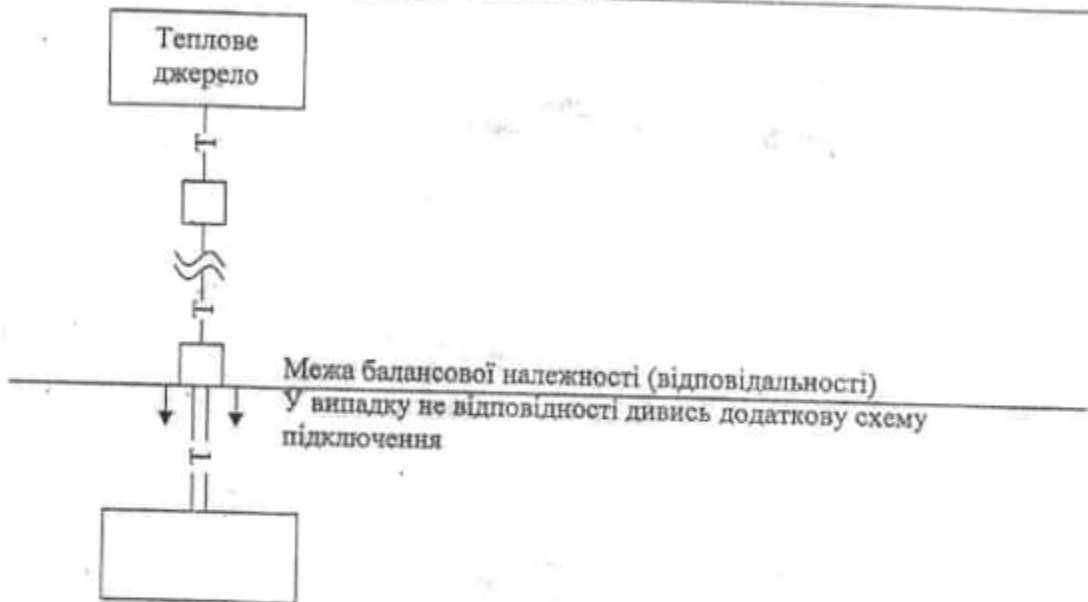 Теплове
джерело
Т
Т
Межа балансової належності (відповідальності)
У випадку не відповідності дивись додаткову схему
підключення
Т